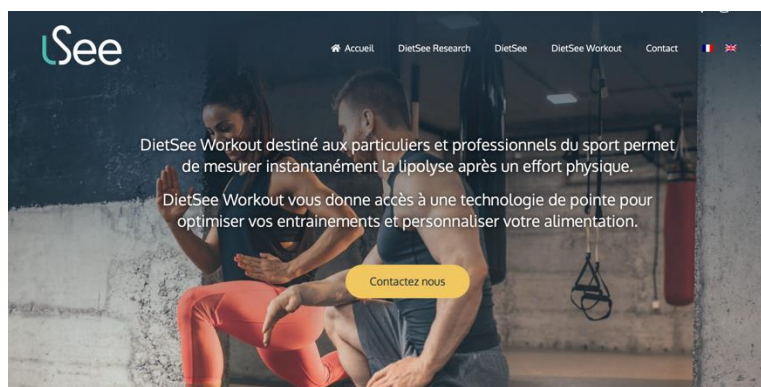 lSee
Accueil DietSee Research DietSee DietSee Workout Contact
DietSee Workout destiné aux particuliers et professionnels du sport permet
de mesurer instantanément la lipolyse après un effort physique.
DietSee Workout vous donne accès à une technologie de pointe pour
optimiser vos entrainements et personnaliser votre alimentation.
Contactez nous